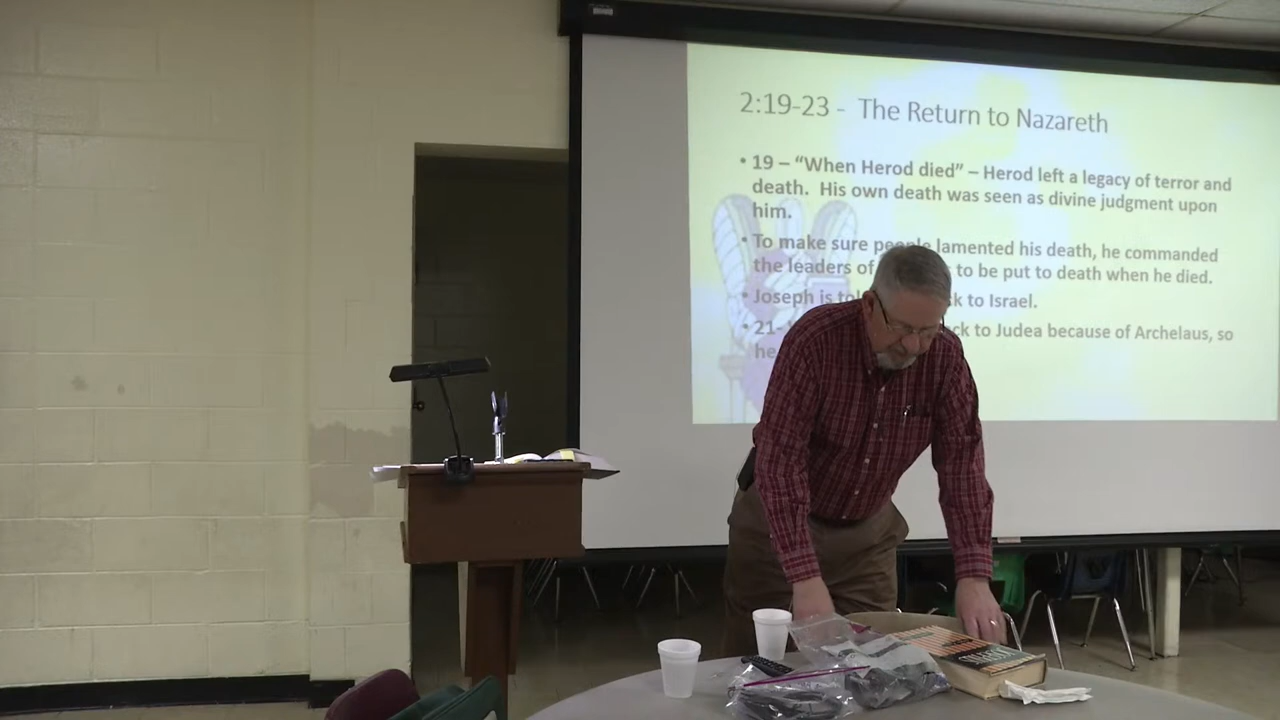 2:19-23 - The Return to Nazareth
• 19 – “When Herod died” – Herod left a legacy of terror and
death. His own death was seen as divine judgment upon
him.
• To make sure people lamented his death, he commanded
the leaders of to be put to death when he died.
• Joseph is to Israel.
• 21- to Judea because of Archelaus, so
he